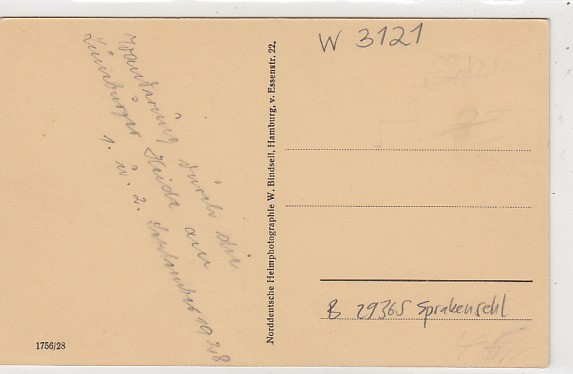 Wanderung durch die
Lüneburger Heide am
1. u. 2. September 1928
1756/28
Norddeutsche Heimphotographie W. Bindseil, Hamburg, v. Essenstr. 22.
W 3121
B 29365 Sprakensehl